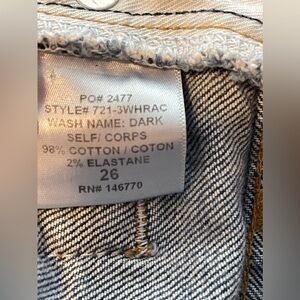 PO# 2477
STYLE# 721-3WHRAC
WASH NAME: DARK
SELF/ CORPS
98% COTTON / COTON
2% ELASTANE
26
RN# 146770